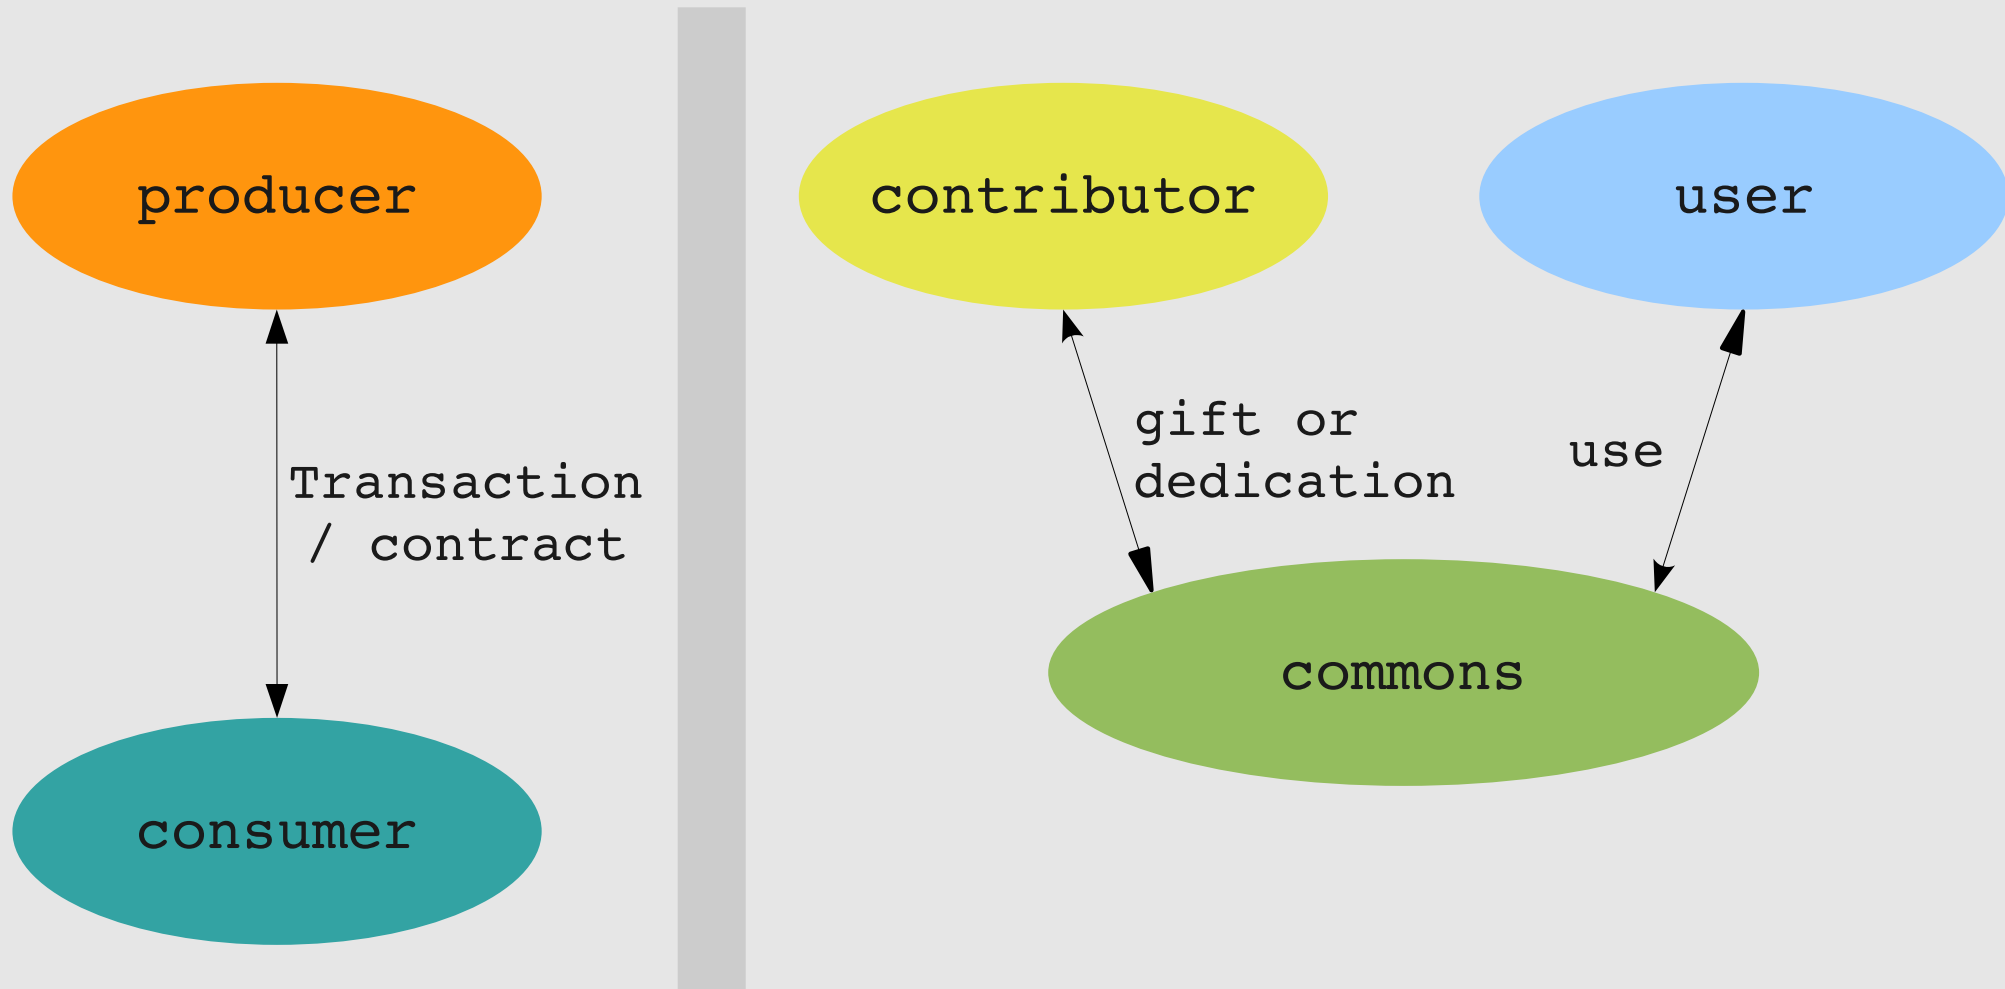 producer
Transaction
/ contract
consumer
contributor
user
gift or
dedication
use
commons